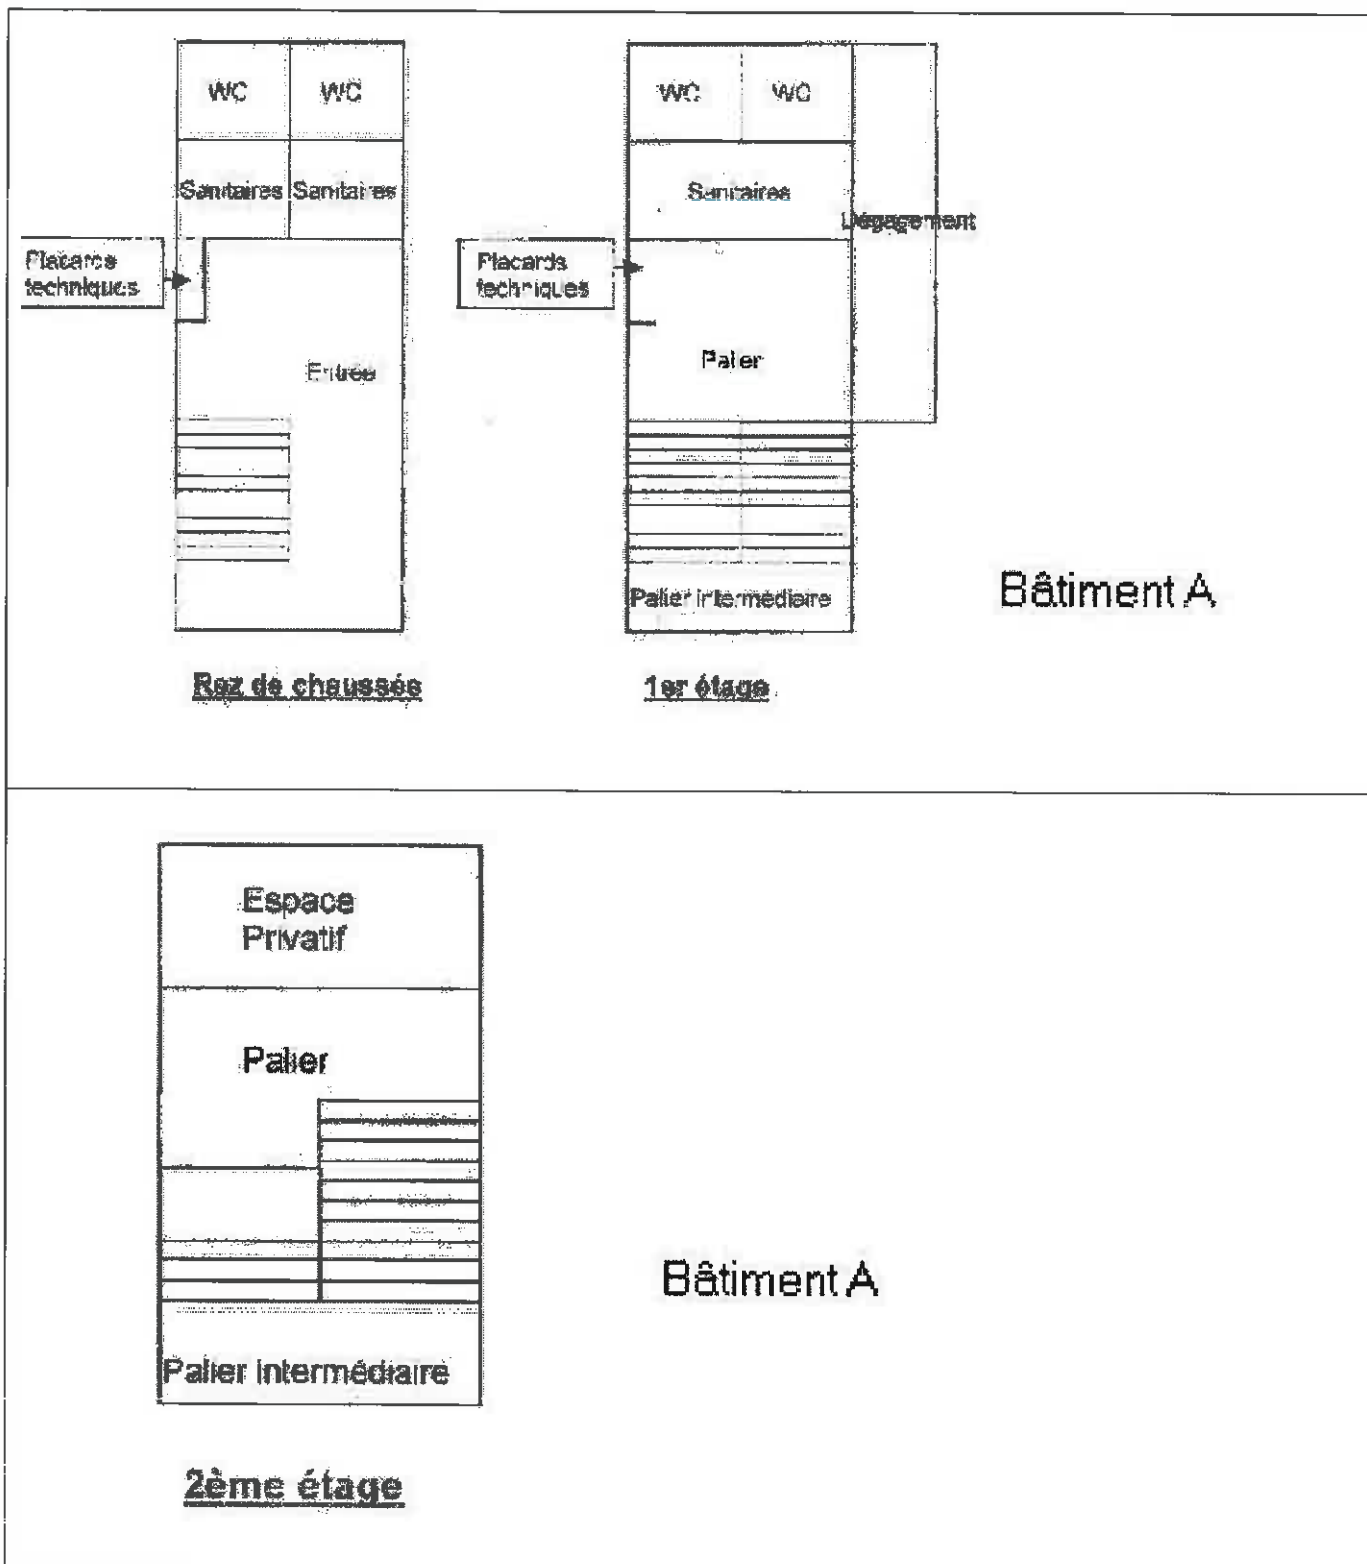 WC
WC
Sanitaires
Sanitaires
Placards
techniques
Entrée
Rez de chaussée
WC
WC
Sanitaires
Dégagement
Placards
techniques
Palier
Palier intermédiaire
1er étage
Bâtiment A
Espace
Privatif
Palier
Palier intermédiaire
2ème étage
Bâtiment A